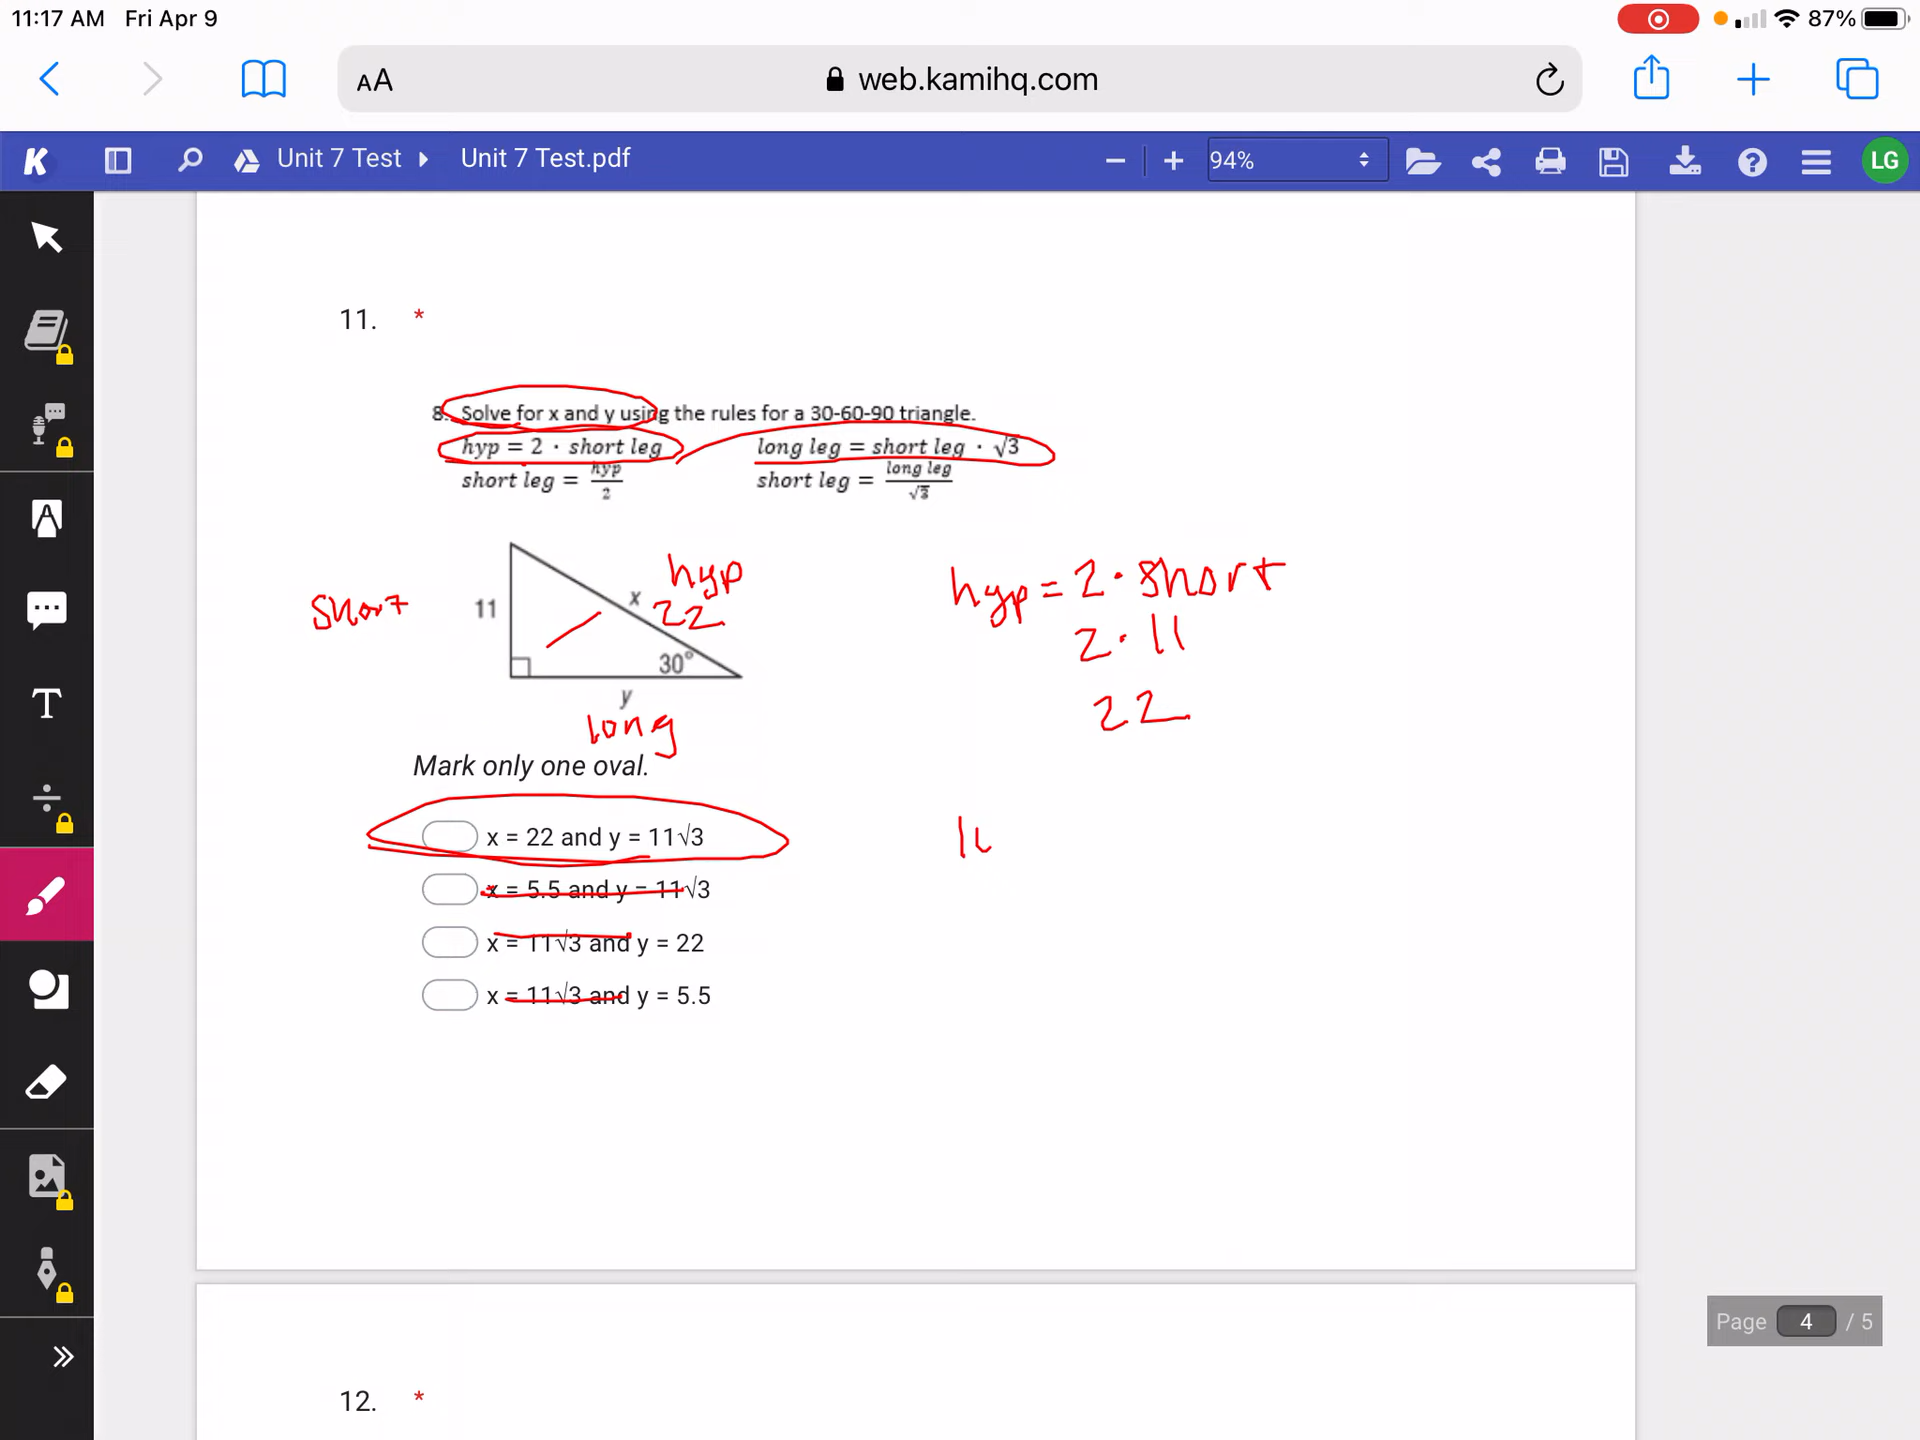 11:17 AM Fri Apr 9
87%
AA
web.kamihq.com
K
Unit 7 Test
Unit 7 Test.pdf
94%
LG
11. *
8. Solve for x and y using the rules for a 30-60-90 triangle.
hyp = 2 · short leg
long leg = short leg · √3
short leg = hyp/2
short leg = long leg/√3
hyp
short
11
x
22
30°
y
long
hyp = 2 · short
2 · 11
22
Mark only one oval.
x = 22 and y = 11√3
x = 5.5 and y = 11√3
x = 11√3 and y = 22
x = 11√3 and y = 5.5
Page 4 / 5
12. *